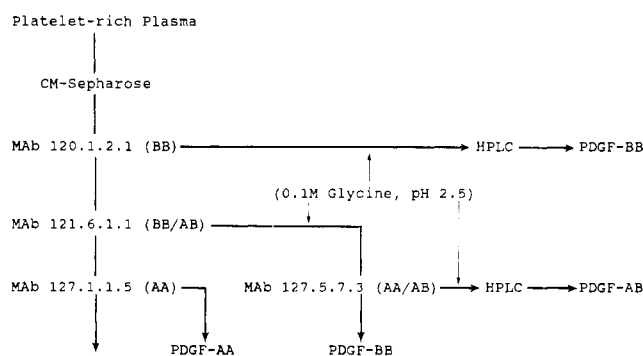 Platelet-rich Plasma
CM-Sepharose
MAb 120.1.2.1 (BB) HPLC PDGF-BB
(0.1M Glycine, pH 2.5)
MAb 121.6.1.1 (BB/AB)
MAb 127.1.1.5 (AA) MAb 127.5.7.3 (AA/AB) HPLC PDGF-AB
PDGF-AA PDGF-BB